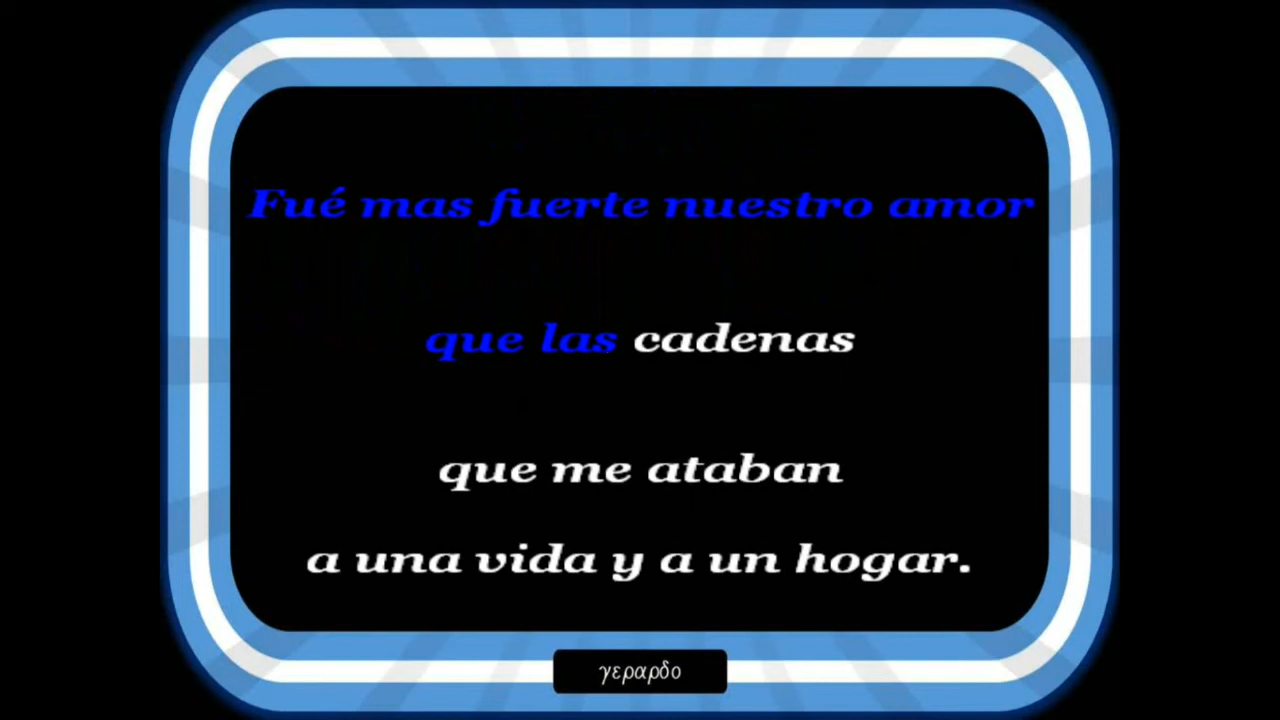 Fué mas fuerte nuestro amor
que las cadenas
que me ataban
a una vida y a un hogar.
γεραρδο